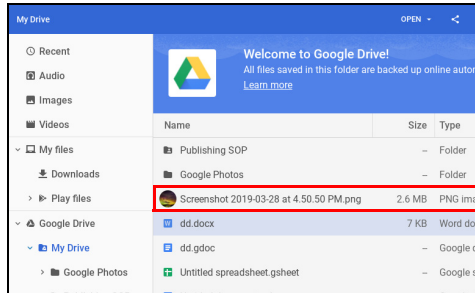 My Drive OPEN
Recent
Audio
Images
Videos
My files
Downloads
Play files
Google Drive
My Drive
Google Photos
Welcome to Google Drive!
All files saved in this folder are backed up online
Learn more
Name Size Type
Publishing SOP -- Folder
Google Photos -- Folder
Screenshot 2019-03-28 at 4.50.50 PM.png 2.6 MB PNG
dd.docx 7 KB Word
dd.gdoc -- Google
Untitled spreadsheet.gsheet -- Google